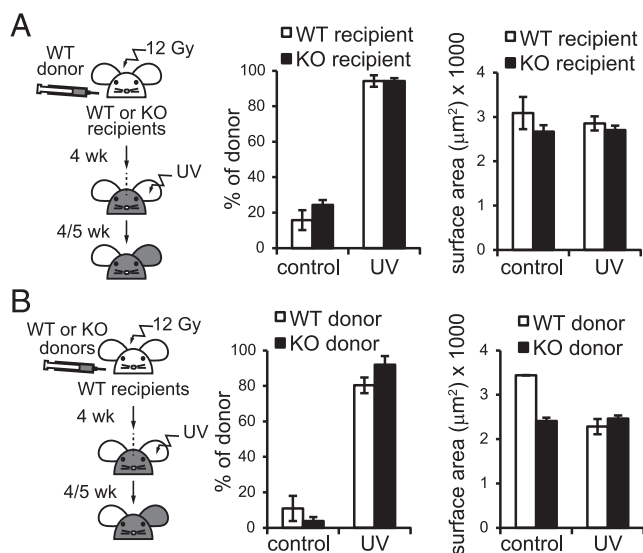 A
WT
donor
12 Gy
WT or KO
recipients
4 wk
UV
4/5 wk
% of donor
100
80
60
40
20
0
WT recipient
KO recipient
control
UV
surface area (µm²) x 1000
4
3
2
1
0
WT recipient
KO recipient
control
UV
B
WT or KO
donors
12 Gy
WT recipients
4 wk
UV
4/5 wk
% of donor
100
80
60
40
20
0
WT donor
KO donor
control
UV
surface area (µm²) x 1000
4
3
2
1
0
WT donor
KO donor
control
UV